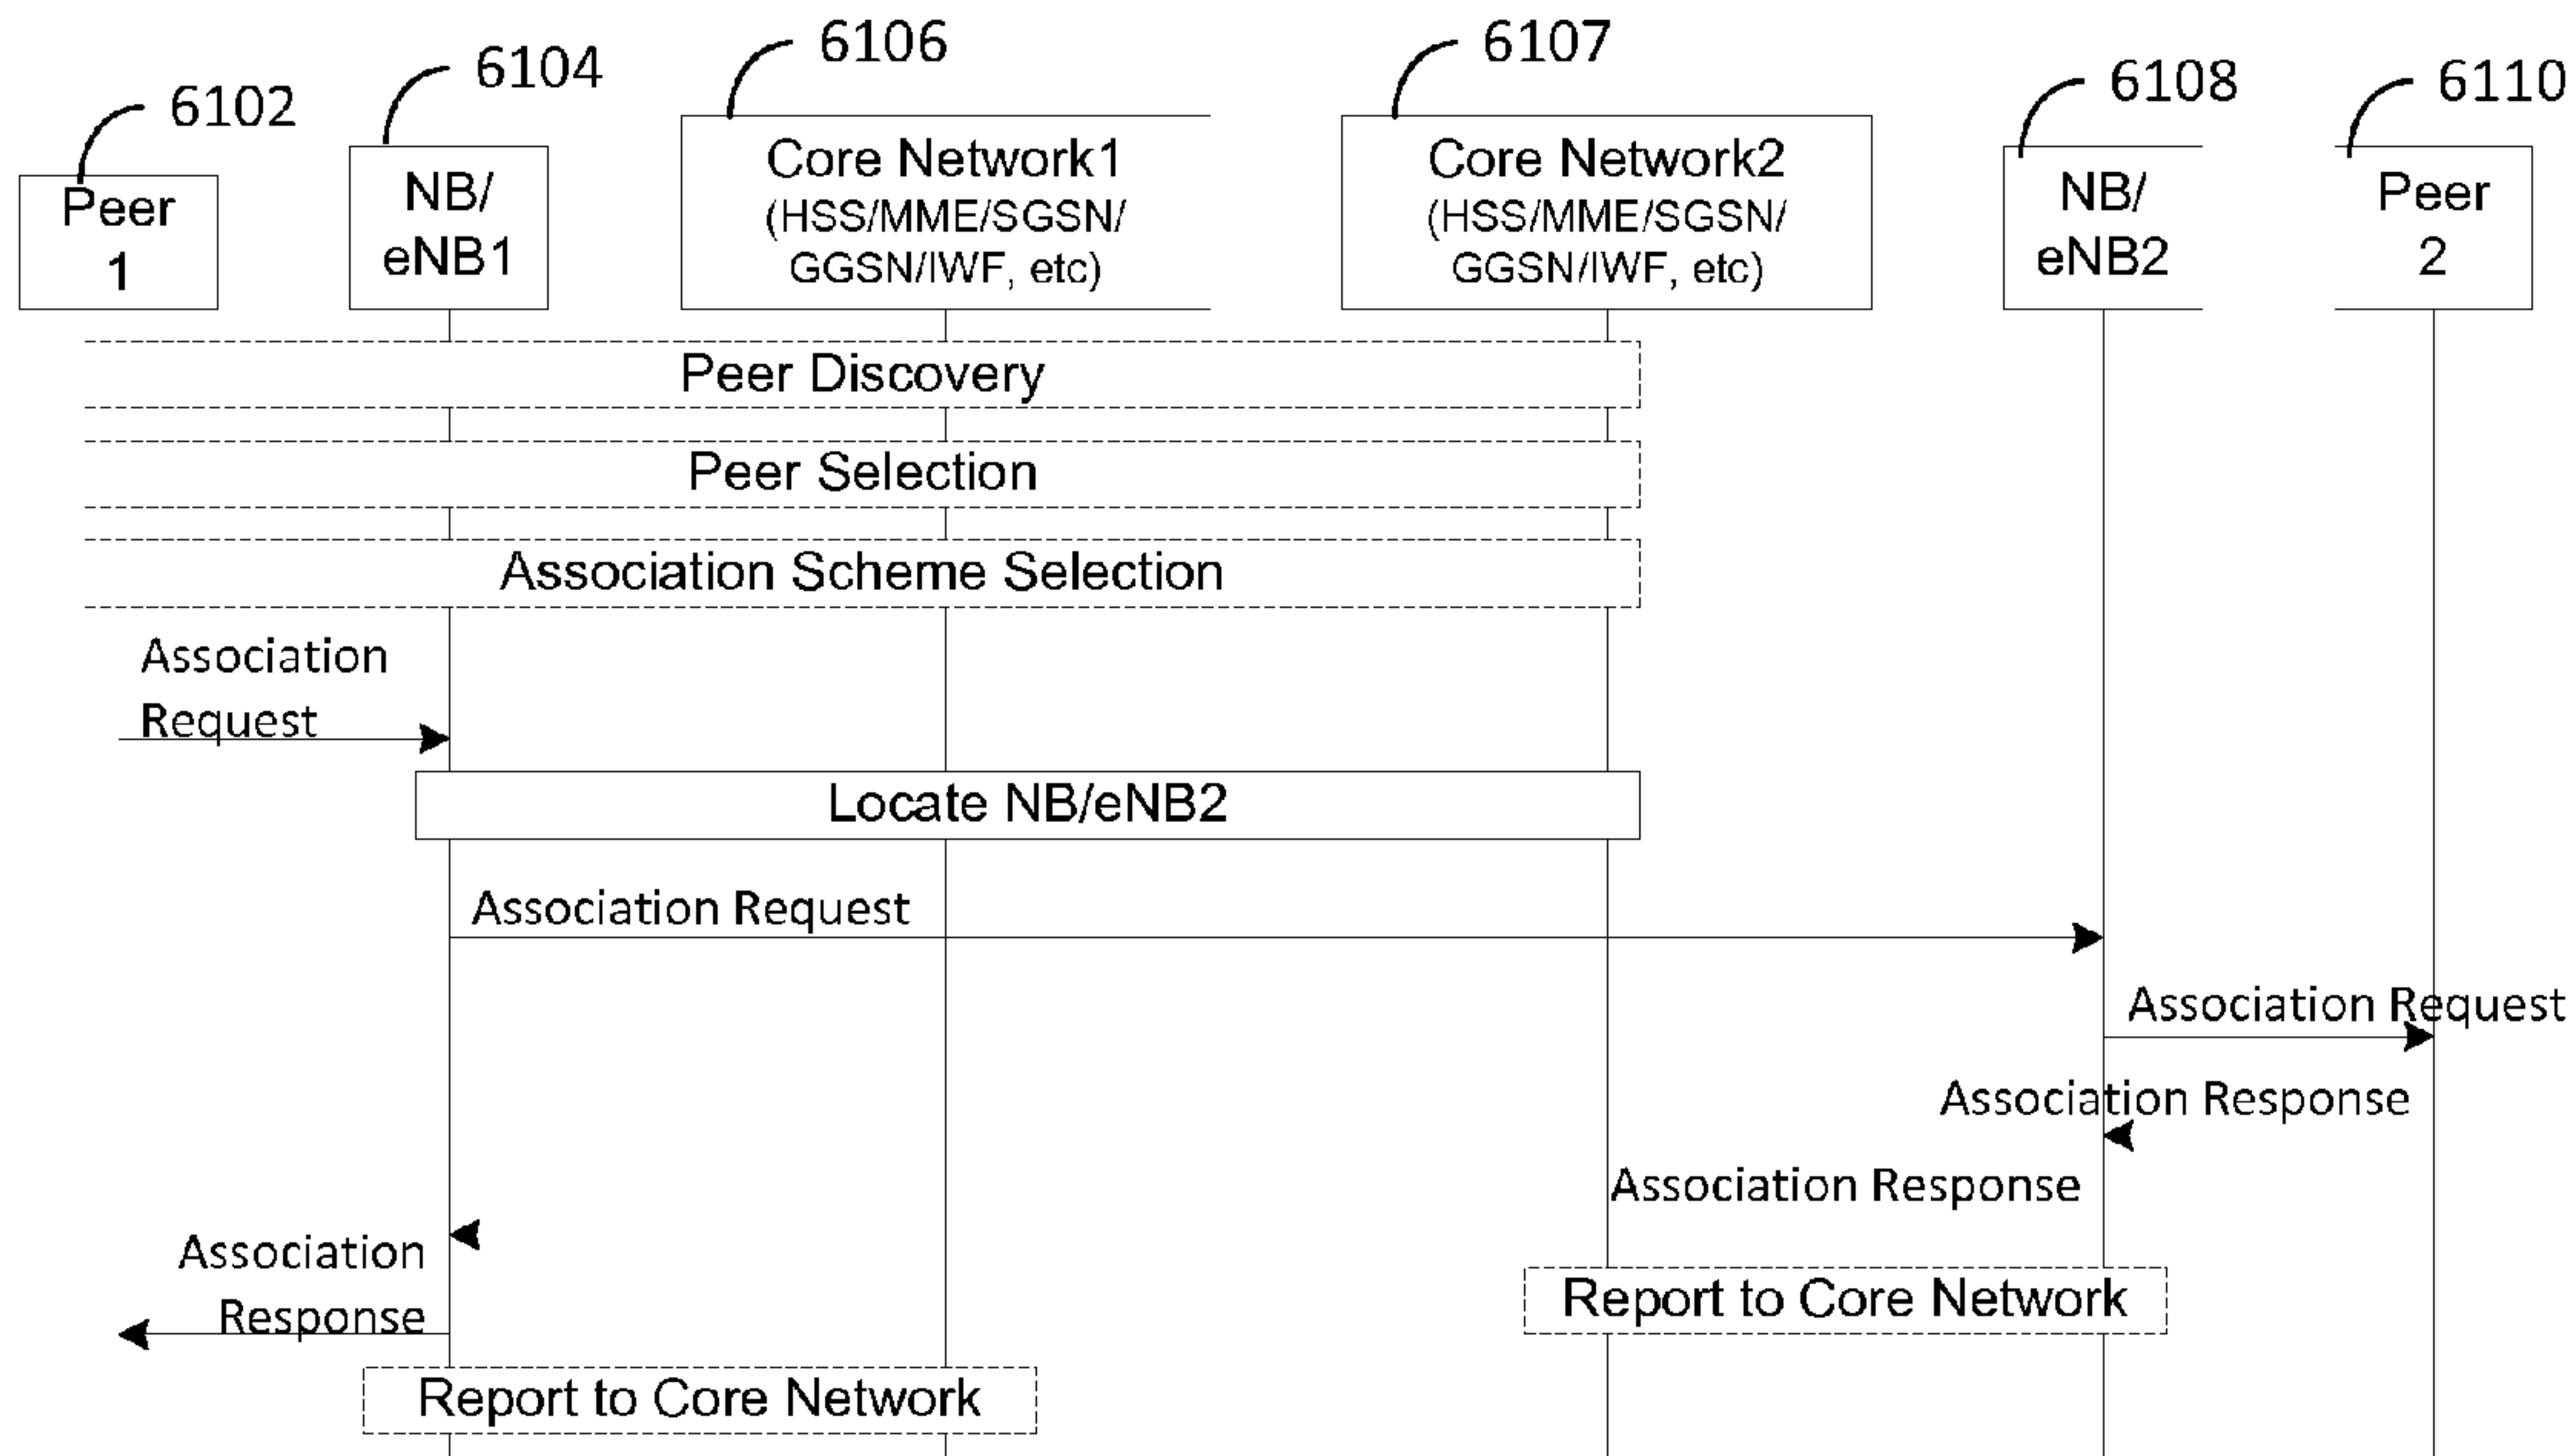 6102
6104
6106
6107
6108
6110
Peer
1
NB/
eNB1
Core Network1
(HSS/MME/SGSN/
GGSN/IWF, etc)
Core Network2
(HSS/MME/SGSN/
GGSN/IWF, etc)
NB/
eNB2
Peer
2
Peer Discovery
Peer Selection
Association Scheme Selection
Association
Request
Locate NB/eNB2
Association Request
Association Request
Association Response
Association Response
Association
Response
Report to Core Network
Report to Core Network